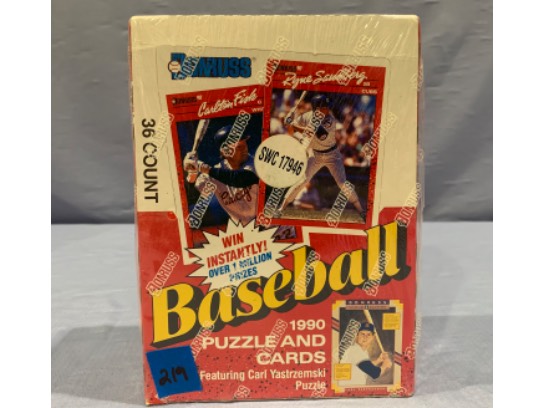 DONRUSS
36 COUNT
Carlton Fisk
Ryne Sandberg
SWC 17946
WIN
INSTANTLY!
OVER 1 MILLION
PRIZES
Baseball
1990
PUZZLE AND
CARDS
Featuring Carl Yastrzemski
Puzzle
219
DONRUSS